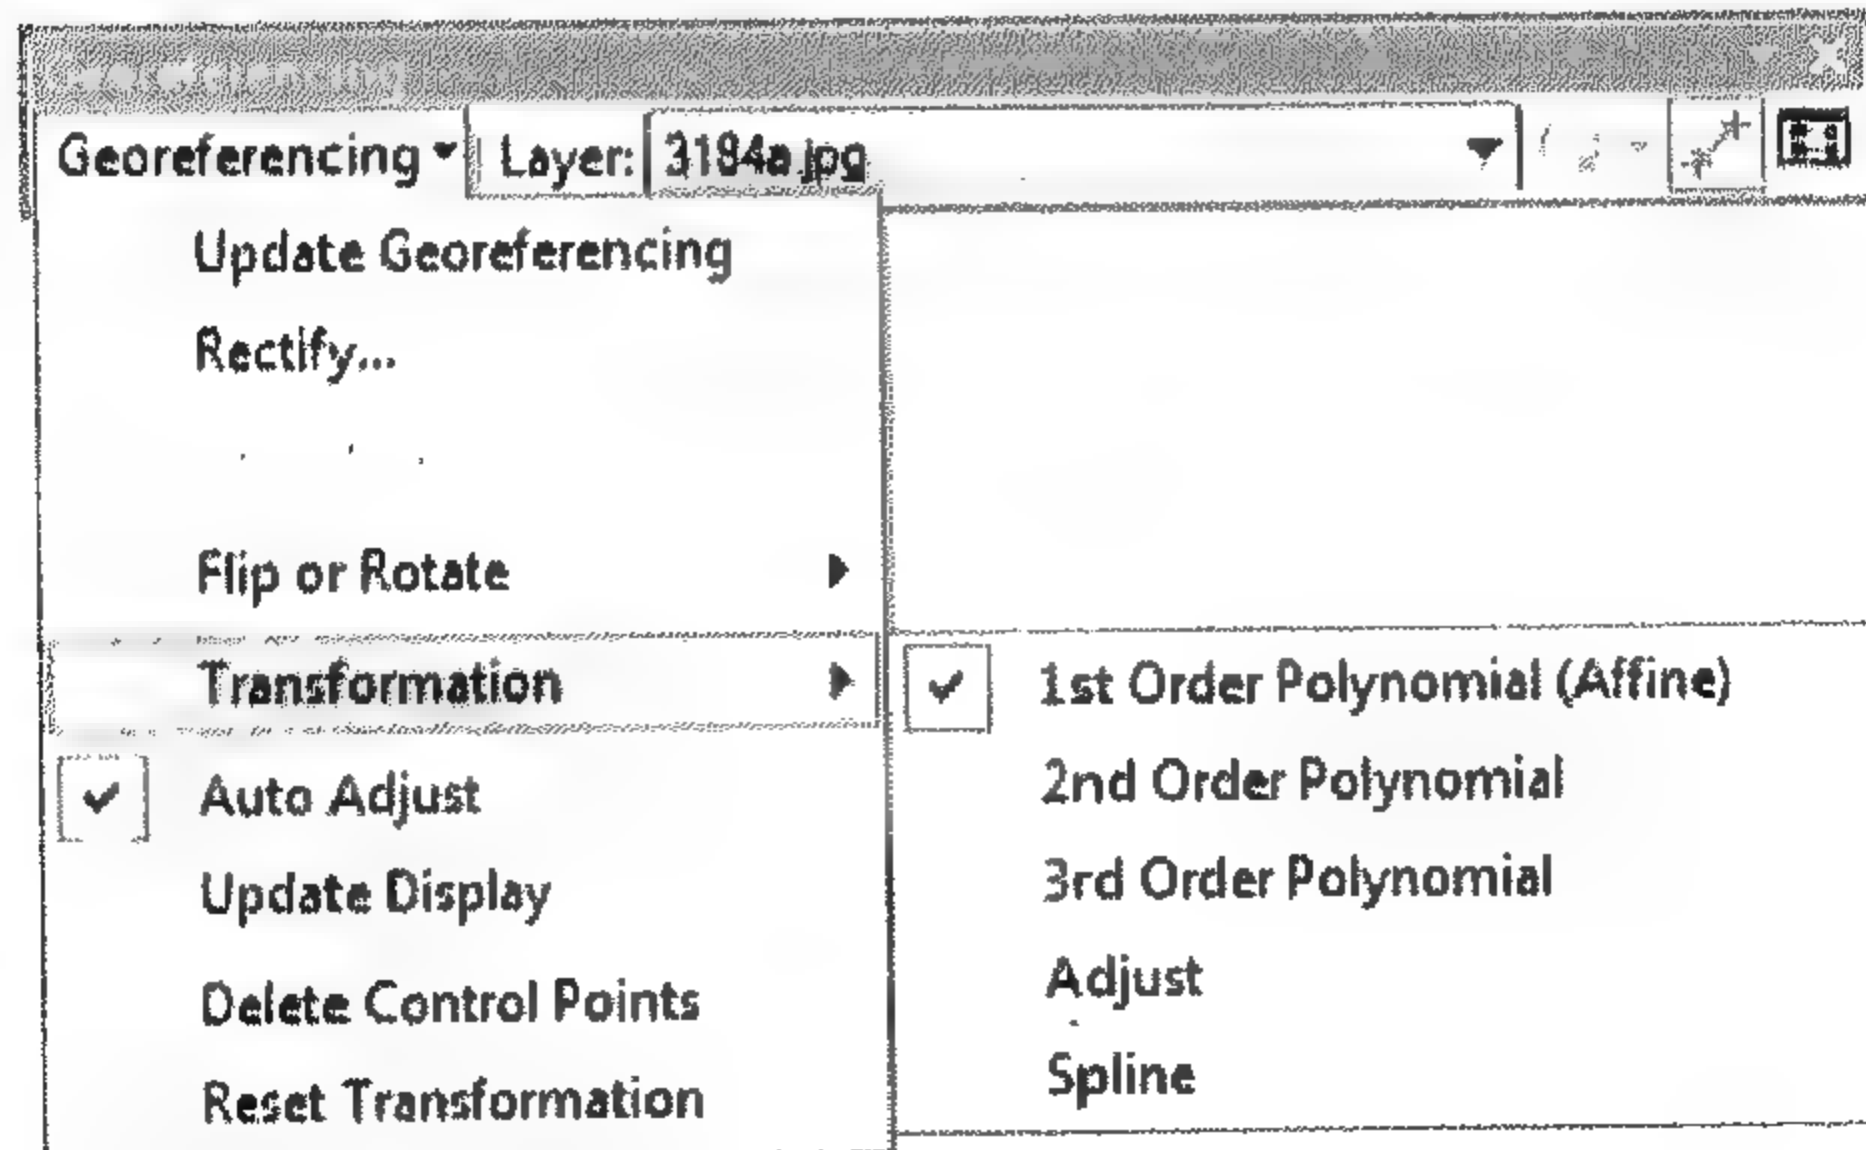 Georeferencing
Georeferencing Layer: 3184a.jpg
Update Georeferencing
Rectify...
Flip or Rotate
Transformation
1st Order Polynomial (Affine)
Auto Adjust
2nd Order Polynomial
Update Display
3rd Order Polynomial
Adjust
Delete Control Points
Spline
Reset Transformation